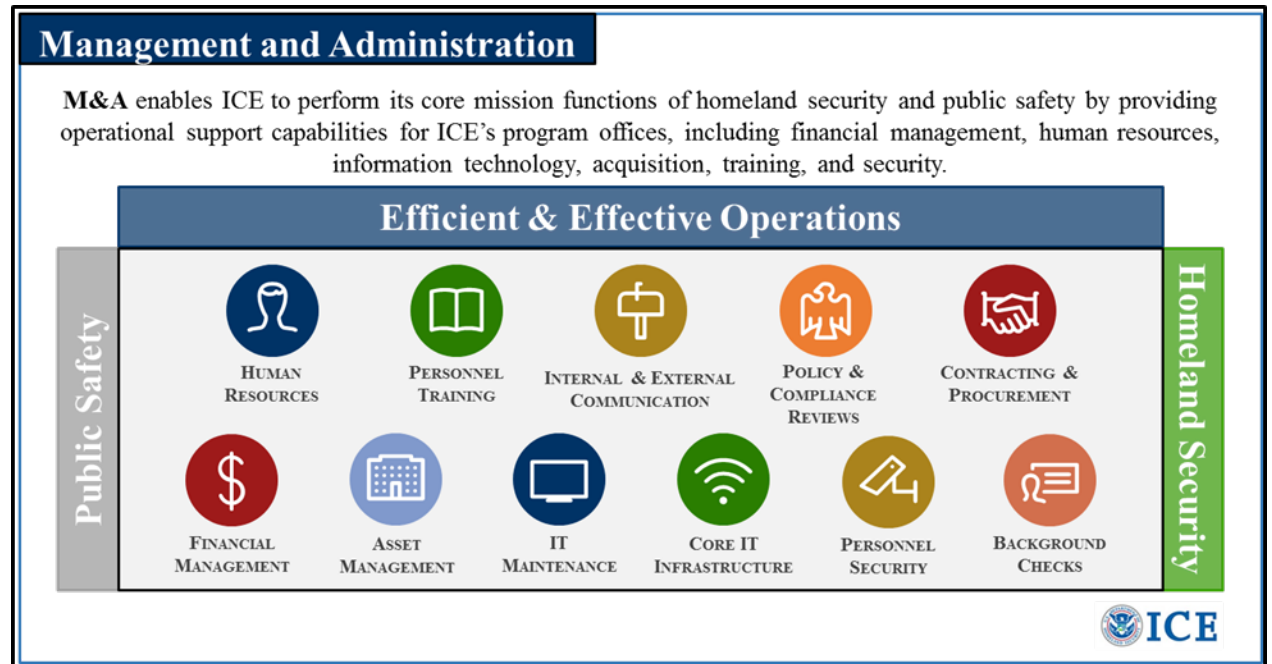 Management and Administration
M&A enables ICE to perform its core mission functions of homeland security and public safety by providing
operational support capabilities for ICE's program offices, including financial management, human resources,
information technology, acquisition, training, and security.
Efficient & Effective Operations
Public Safety
HUMAN
RESOURCES
PERSONNEL
TRAINING
INTERNAL & EXTERNAL
COMMUNICATION
POLICY &
COMPLIANCE
REVIEWS
CONTRACTING &
PROCUREMENT
FINANCIAL
MANAGEMENT
ASSET
MANAGEMENT
IT
MAINTENANCE
CORE IT
INFRASTRUCTURE
PERSONNEL
SECURITY
BACKGROUND
CHECKS
Homeland Security
ICE